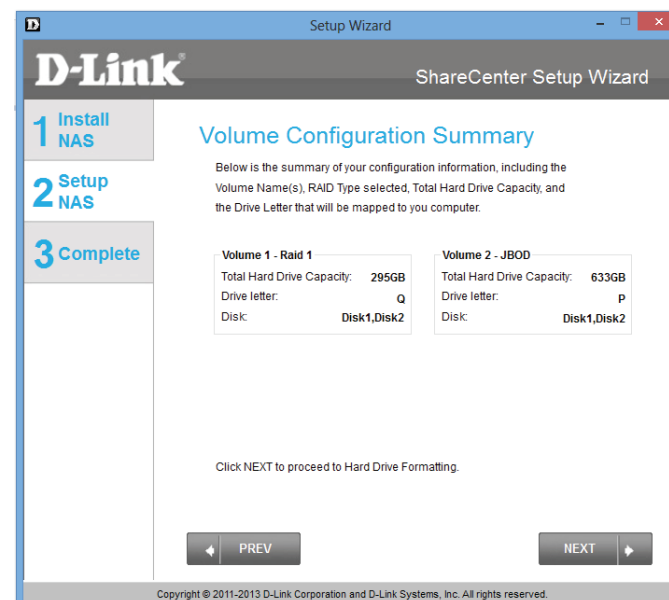 Setup Wizard
D-Link
ShareCenter Setup Wizard
1 Install
NAS
2 Setup
NAS
3 Complete
Volume Configuration Summary
Below is the summary of your configuration information, including the
Volume Name(s), RAID Type selected, Total Hard Drive Capacity, and
the Drive Letter that will be mapped to you computer.
Volume 1 - Raid 1
Total Hard Drive Capacity: 295GB
Drive letter: Q
Disk: Disk1,Disk2
Volume 2 - JBOD
Total Hard Drive Capacity: 633GB
Drive letter: P
Disk: Disk1,Disk2
Click NEXT to proceed to Hard Drive Formatting.
PREV
NEXT
Copyright © 2011-2013 D-Link Corporation and D-Link Systems, Inc. All rights reserved.